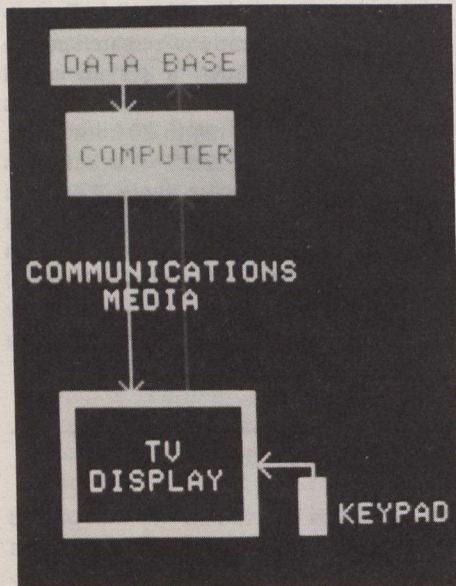 DATA BASE
COMPUTER
COMMUNICATIONS
MEDIA
TV
DISPLAY
KEYPAD